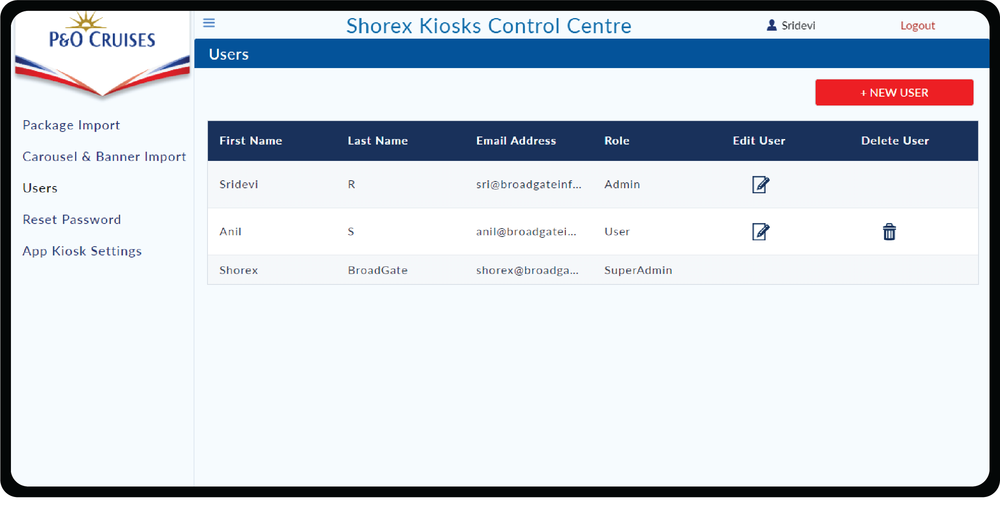 P&O CRUISES
Shorex Kiosks Control Centre
Sridevi
Logout
Users
+ NEW USER
Package Import
Carousel & Banner Import
Users
Reset Password
App Kiosk Settings
First Name Last Name Email Address Role Edit User Delete User
Sridevi R sri@broadgateinf... Admin
Anil S anil@broadgatei... User
Shorex BroadGate shorex@broadga... SuperAdmin